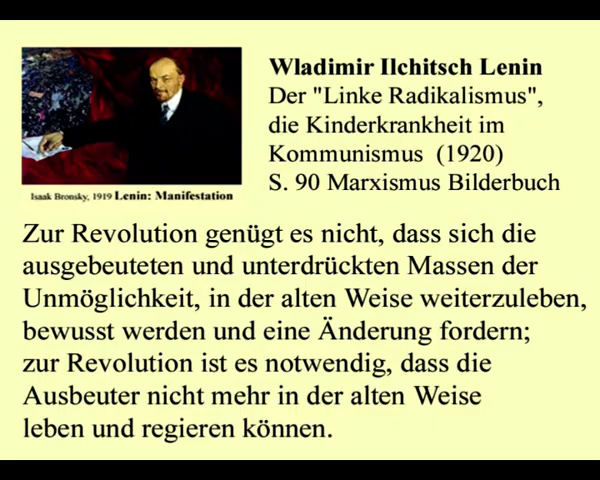 Wladimir Ilchitsch Lenin
Der "Linke Radikalismus",
die Kinderkrankheit im
Kommunismus (1920)
S. 90 Marxismus Bilderbuch
Isaak Bronsky, 1919 Lenin: Manifestation
Zur Revolution genügt es nicht, dass sich die
ausgebeuteten und unterdrückten Massen der
Unmöglichkeit, in der alten Weise weiterzuleben,
bewusst werden und eine Änderung fordern;
zur Revolution ist es notwendig, dass die
Ausbeuter nicht mehr in der alten Weise
leben und regieren können.